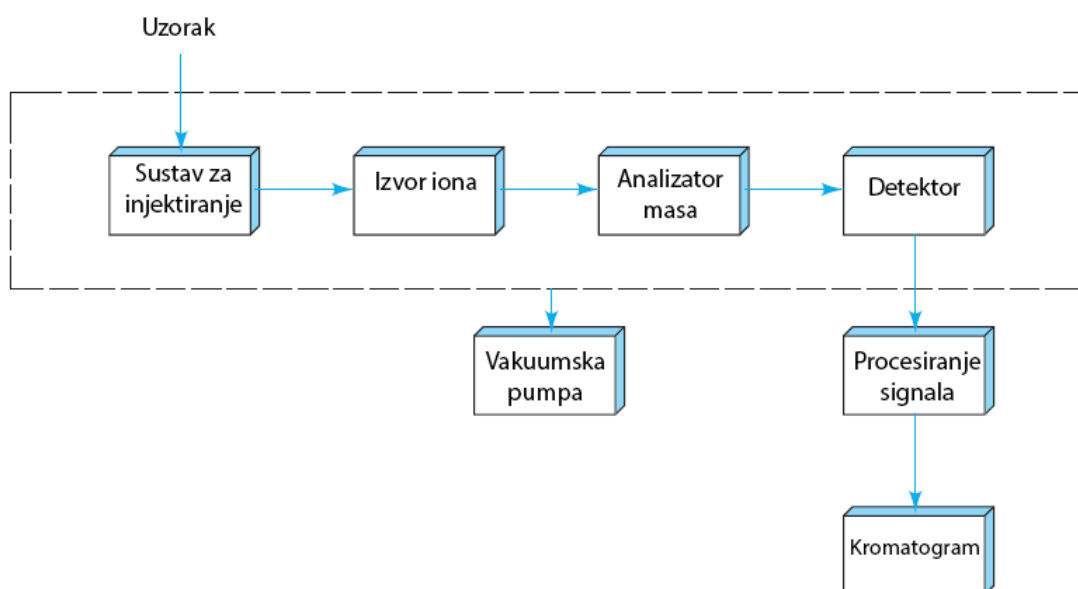 Uzorak
Sustav za
injektiranje
Izvor iona
Analizator
masa
Detektor
Vakuumska
pumpa
Procesiranje
signala
Kromatogram